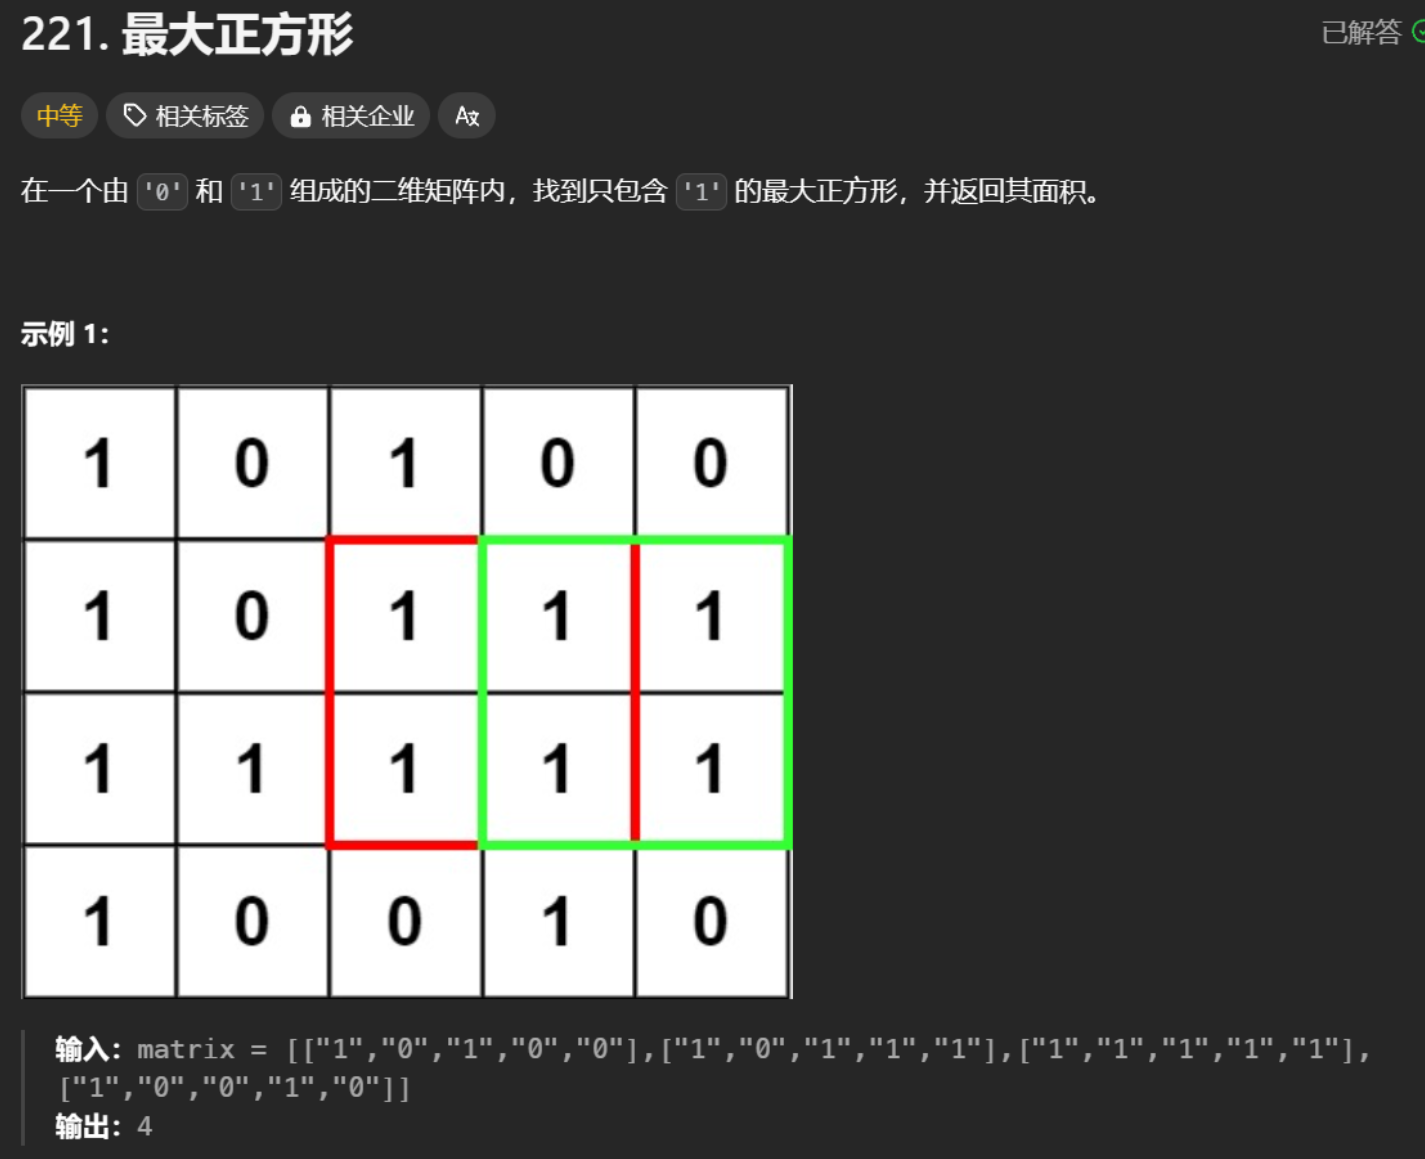 221. 最大正方形
已解答
中等 相关标签 相关企业
在一个由 '0' 和 '1' 组成的二维矩阵内，找到只包含 '1' 的最大正方形，并返回其面积。
示例 1：
1 0 1 0 0
1 0 1 1 1
1 1 1 1 1
1 0 0 1 0
输入：matrix = [["1","0","1","0","0"],["1","0","1","1","1"],["1","1","1","1","1"],
["1","0","0","1","0"]]
输出：4